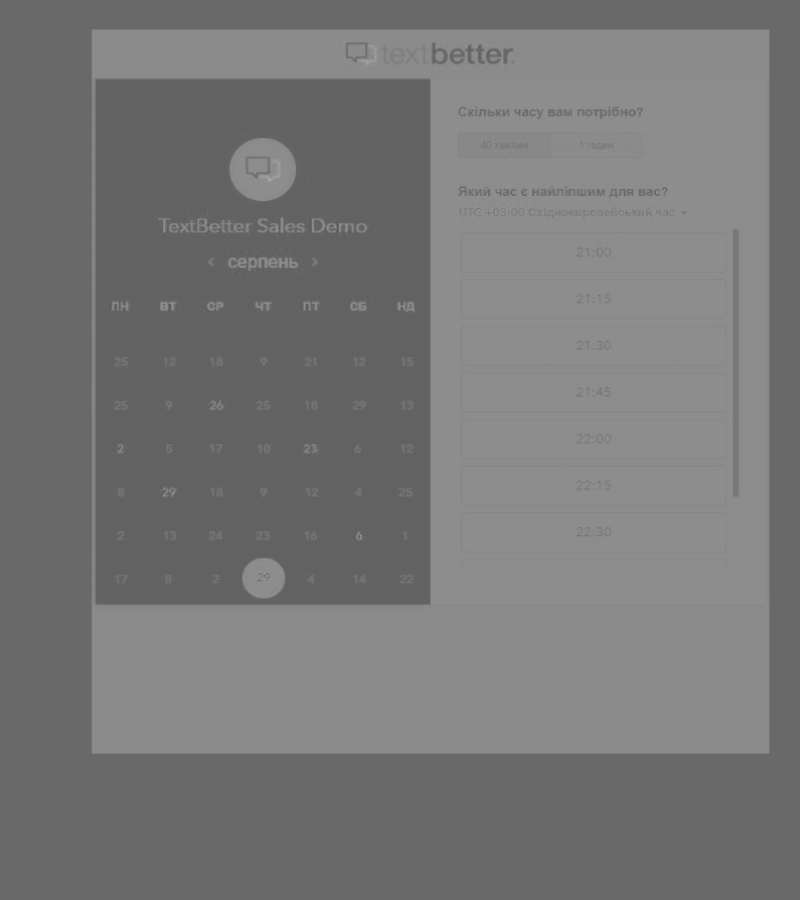 textbetter.
TextBetter Sales Demo
< серпень >
ПН ВТ СР ЧТ ПТ СБ НД
25 12 18 9 21 12 15
25 9 26 25 18 29 13
2 5 17 10 23 6 12
8 29 18 9 12 4 25
2 13 24 23 16 6 1
17 8 2 29 4 14 22
Скільки часу вам потрібно?
40 хвилин 1 годин
Який час є найліпшим для вас?
UTC +03:00 Східноєвропейський час
21:00
21:15
21:30
21:45
22:00
22:15
22:30